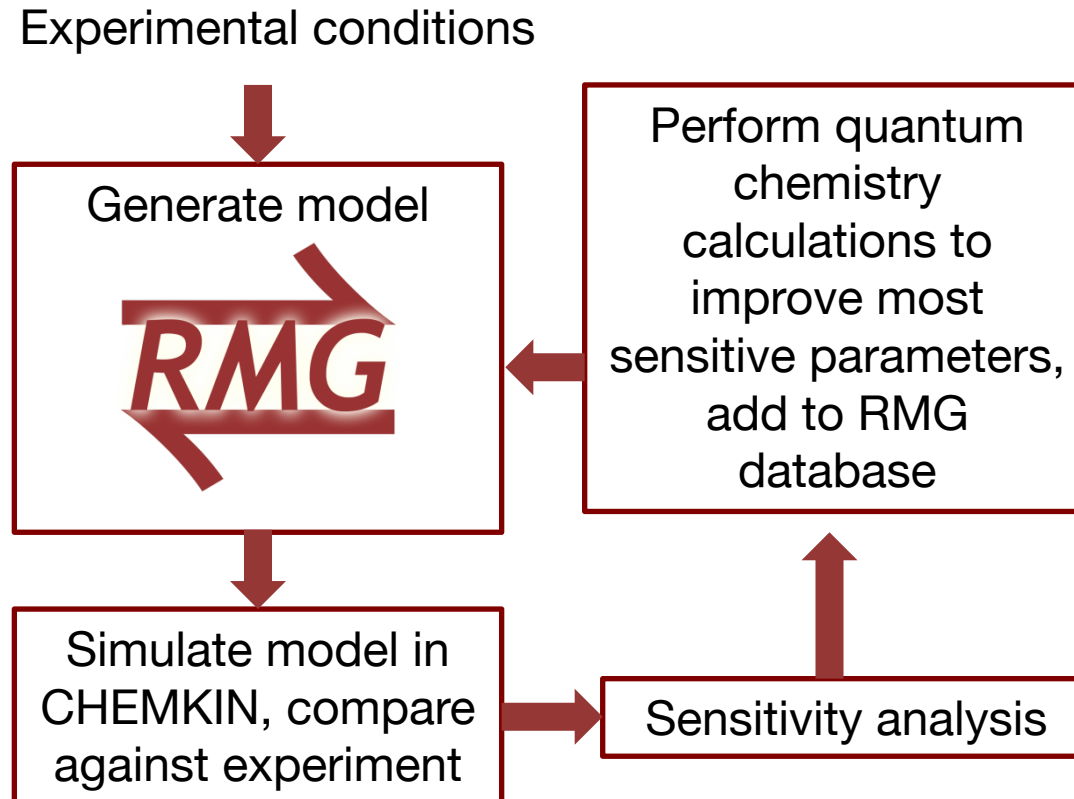 Experimental conditions
Generate model
RMG
Simulate model in
CHEMKIN, compare
against experiment
Sensitivity analysis
Perform quantum
chemistry
calculations to
improve most
sensitive parameters,
add to RMG
database